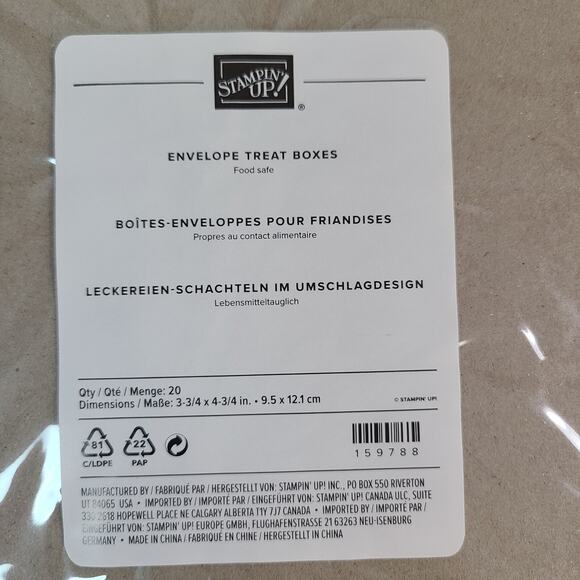 STAMPIN' UP!®
ENVELOPE TREAT BOXES
Food safe
BOÎTES-ENVELOPPES POUR FRIANDISES
Propres au contact alimentaire
LECKEREIEN-SCHACHTELN IM UMSCHLAGDESIGN
Lebensmitteltauglich
Qty / Qté / Menge: 20
Dimensions / Maße: 3-3/4 x 4-3/4 in. • 9.5 x 12.1 cm
© STAMPIN' UP!
81
C/LDPE
22
PAP
159788
MANUFACTURED BY / FABRIQUÉ PAR / HERGESTELLT VON: STAMPIN' UP! INC., PO BOX 550 RIVERTON
UT 84065 USA • IMPORTED BY / IMPORTÉ PAR / EINGEFÜHRT VON: STAMPIN' UP! CANADA ULC, SUITE
330 2618 HOPEWELL PLACE NE CALGARY ALBERTA T1Y 7J7 CANADA • IMPORTED BY / IMPORTÉ PAR /
EINGEFÜHRT VON: STAMPIN' UP! EUROPE GMBH, FLUGHAFENSTRASSE 21 63263 NEU-ISENBURG
GERMANY • MADE IN CHINA / FABRIQUÉ EN CHINE / HERGESTELLT IN CHINA